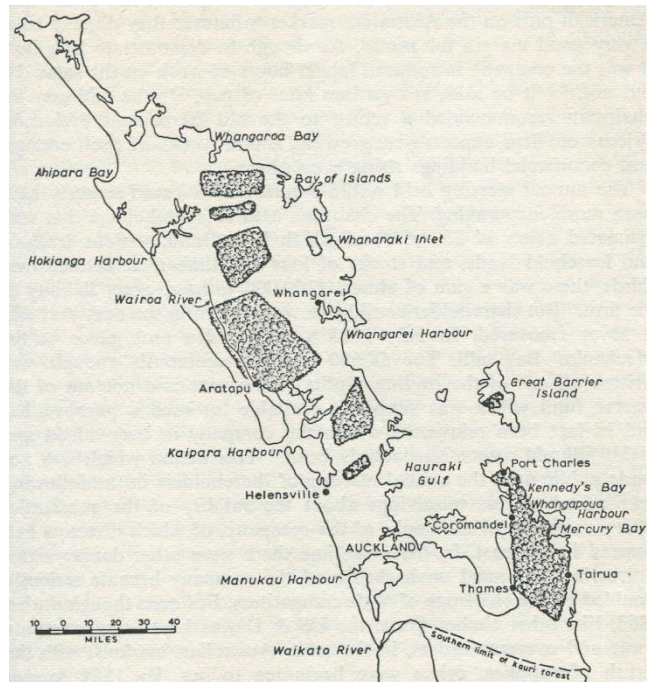 Whangaroa Bay
Ahipara Bay
Bay of Islands
Whananaki Inlet
Hokianga Harbour
Wairoa River
Whangarei
Whangarei Harbour
Great Barrier
Island
Aratapu
Kaipara Harbour
Hauraki
Gulf
Port Charles
Kennedy's Bay
Helensville
Whangapoua
Harbour
Coromandel
Mercury Bay
AUCKLAND
Manukau Harbour
Tairua
Thames
10 0 10 20 30 40
MILES
Waikato River
Southern limit of kauri forest